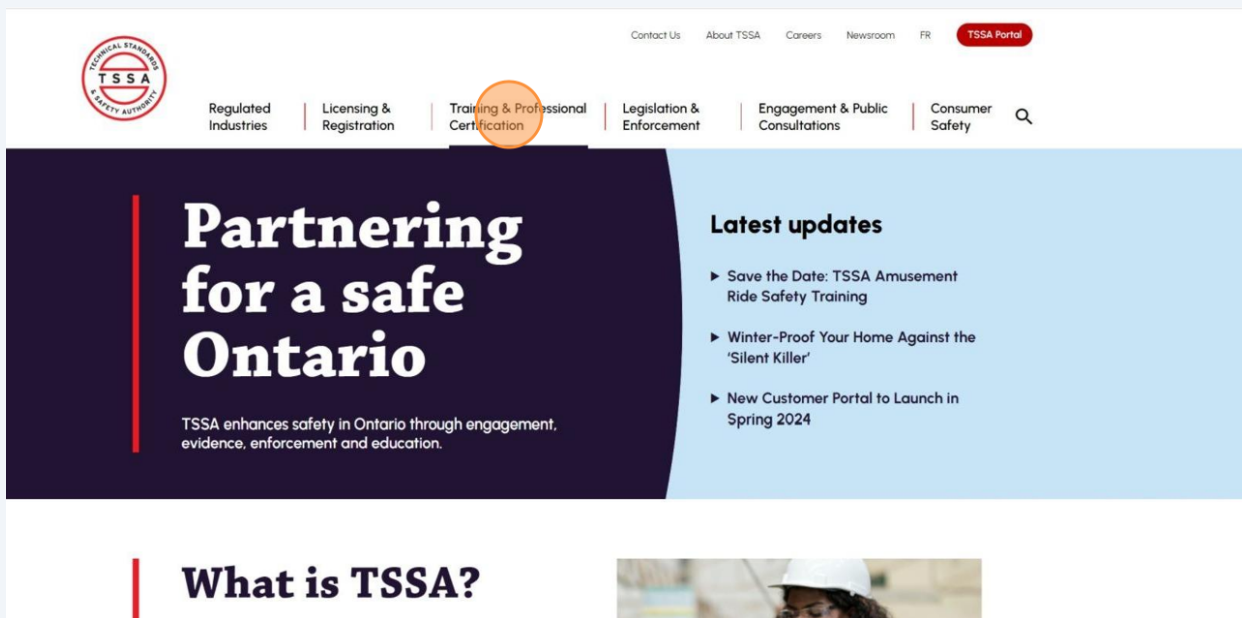 Contact Us About TSSA Careers Newsroom FR TSSA Portal
TECHNICAL STANDARDS
TSSA
& SAFETY AUTHORITY
Regulated Industries
Licensing & Registration
Training & Professional Certification
Legislation & Enforcement
Engagement & Public Consultations
Consumer Safety
Partnering
for a safe
Ontario
TSSA enhances safety in Ontario through engagement,
evidence, enforcement and education.
Latest updates
Save the Date: TSSA Amusement
Ride Safety Training
Winter-Proof Your Home Against the
‘Silent Killer’
New Customer Portal to Launch in
Spring 2024
What is TSSA?